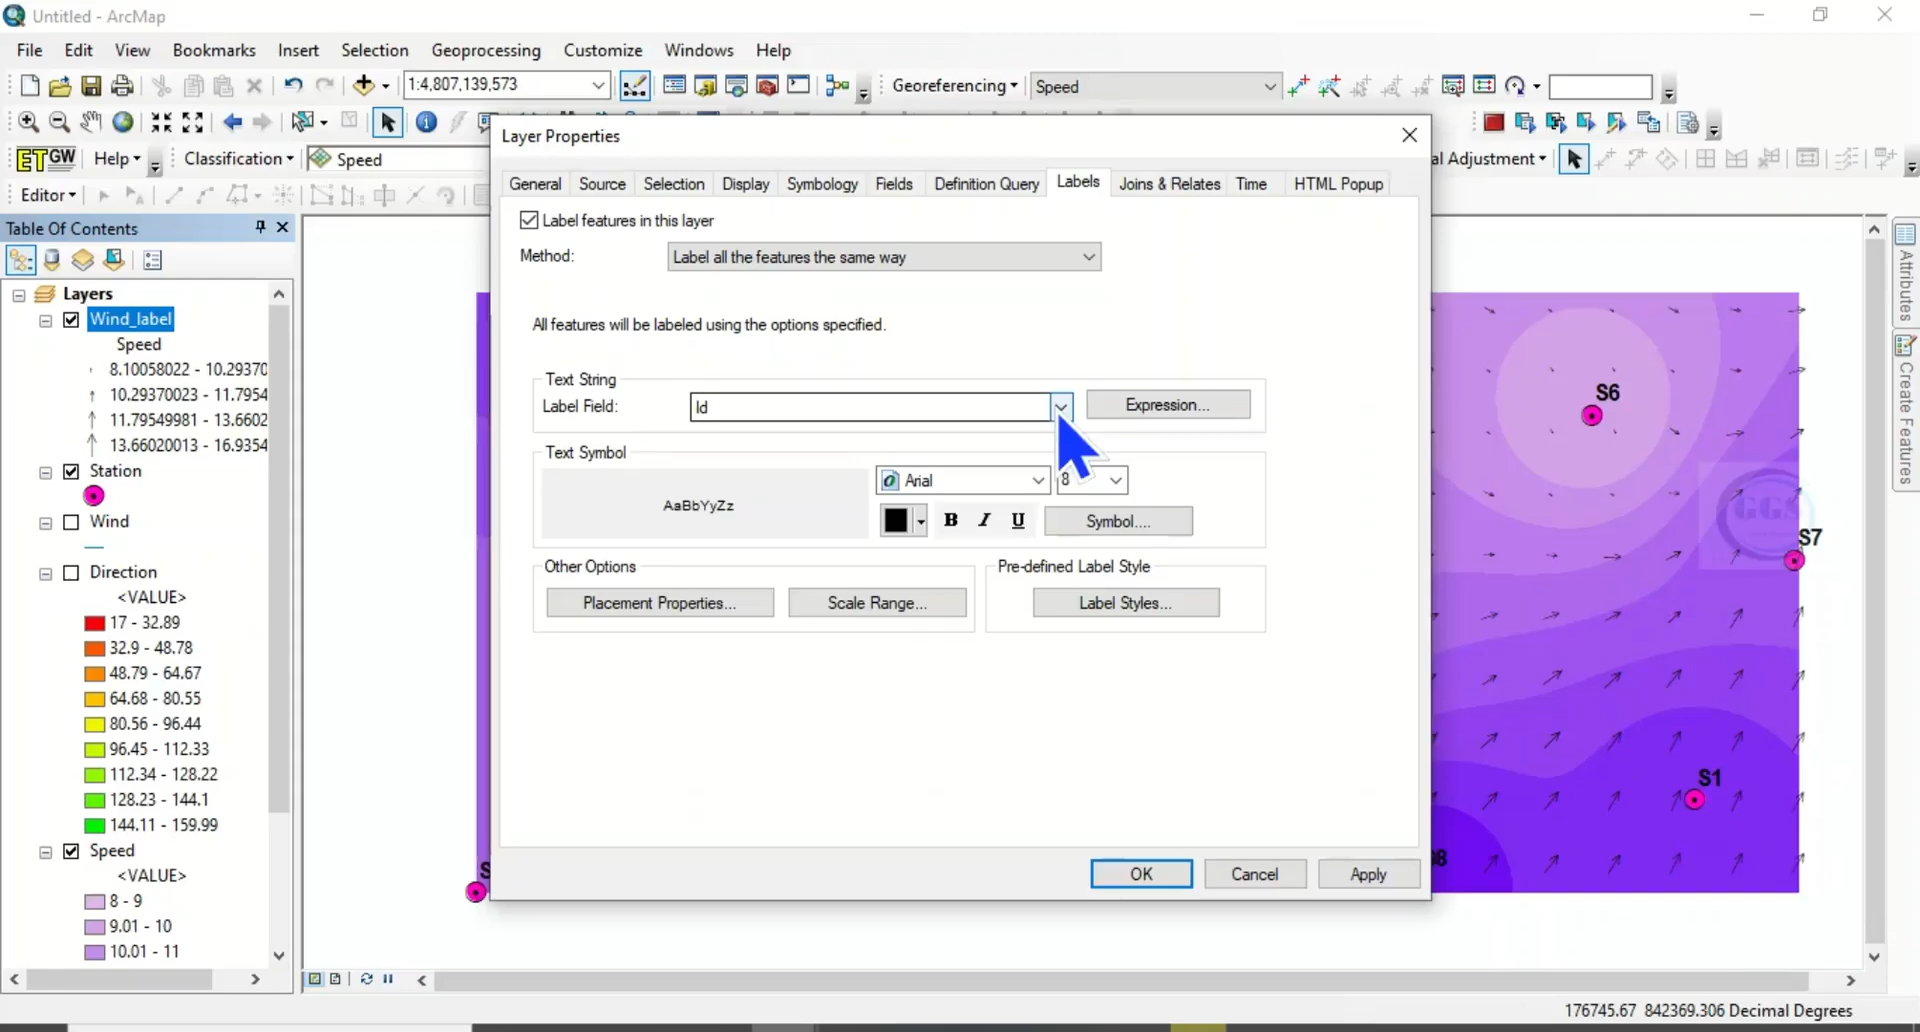 Untitled - ArcMap
File Edit View Bookmarks Insert Selection Geoprocessing Customize Windows Help
1:4,807,139,573 Georeferencing Speed
ET GW Help Classification Speed al Adjustment
Editor
Table Of Contents
Layers
Wind_label
Speed
8.10058022 - 10.29370
10.29370023 - 11.7954
11.79549981 - 13.6602
13.66020013 - 16.9354
Station
Wind
Direction
<VALUE>
17 - 32.89
32.9 - 48.78
48.79 - 64.67
64.68 - 80.55
80.56 - 96.44
96.45 - 112.33
112.34 - 128.22
128.23 - 144.1
144.11 - 159.99
Speed
<VALUE>
8 - 9
9.01 - 10
10.01 - 11
Layer Properties
General Source Selection Display Symbology Fields Definition Query Labels Joins & Relates Time HTML Popup
Label features in this layer
Method: Label all the features the same way
All features will be labeled using the options specified.
Text String
Label Field: Id Expression...
Text Symbol
AaBbYyZz
Arial 8
B I U Symbol....
Other Options
Placement Properties... Scale Range...
Pre-defined Label Style
Label Styles...
OK Cancel Apply
S6
GGS
S7
S1
Attributes
Create Features
176745.67 842369.306 Decimal Degrees